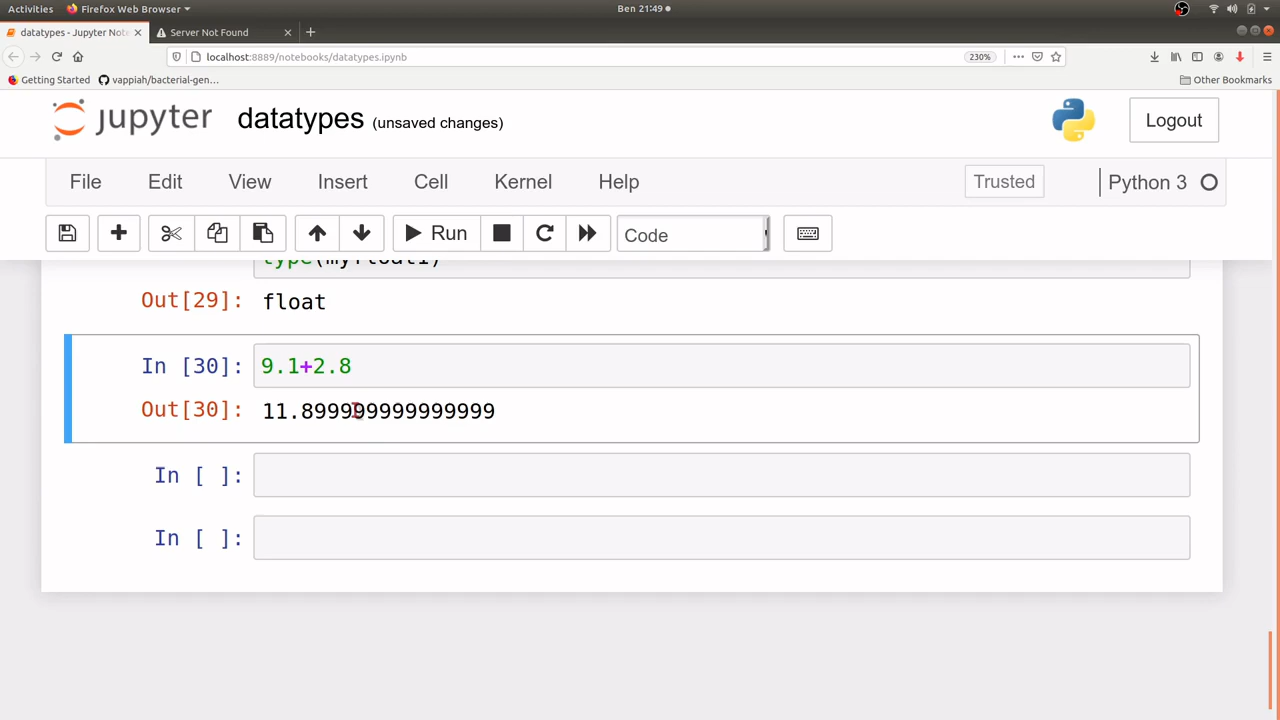 Activities Firefox Web Browser Ben 21:49
datatypes - Jupyter Note Server Not Found
localhost:8889/notebooks/datatypes.ipynb 230%
Getting Started vappiah/bacterial-gen... Other Bookmarks
jupyter datatypes (unsaved changes) Logout
File Edit View Insert Cell Kernel Help Trusted Python 3
Run Code
type(myfloat1)
Out[29]: float
In [30]: 9.1+2.8
Out[30]: 11.899999999999999
In [ ]:
In [ ]: